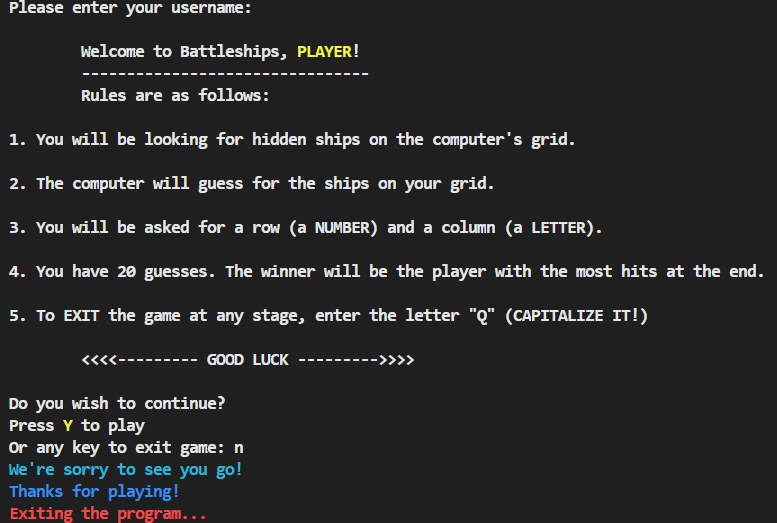 Please enter your username:
Welcome to Battleships, PLAYER!
--------------------------------
Rules are as follows:
1. You will be looking for hidden ships on the computer's grid.
2. The computer will guess for the ships on your grid.
3. You will be asked for a row (a NUMBER) and a column (a LETTER).
4. You have 20 guesses. The winner will be the player with the most hits at the end.
5. To EXIT the game at any stage, enter the letter "Q" (CAPITALIZE IT!)
<<<<--------- GOOD LUCK --------->>>>
Do you wish to continue?
Press Y to play
Or any key to exit game: n
We're sorry to see you go!
Thanks for playing!
Exiting the program...